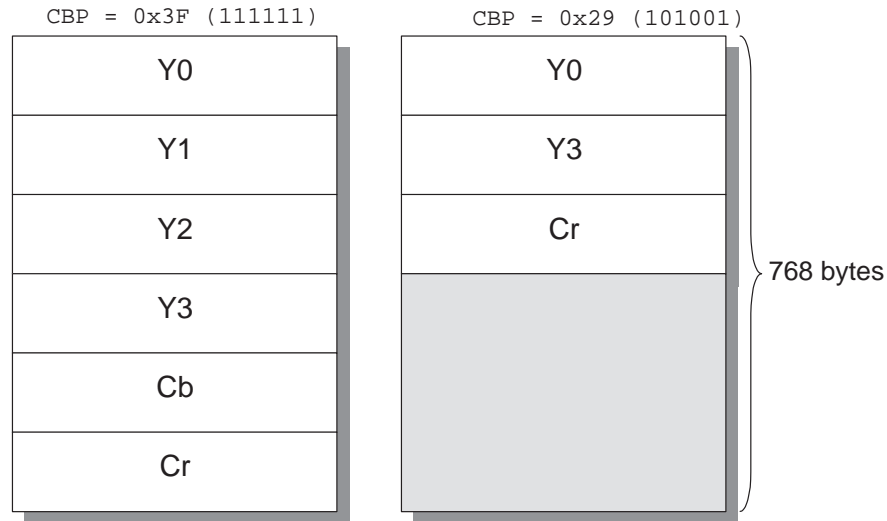 CBP = 0x3F (111111)
Y0
Y1
Y2
Y3
Cb
Cr
CBP = 0x29 (101001)
Y0
Y3
Cr
768 bytes